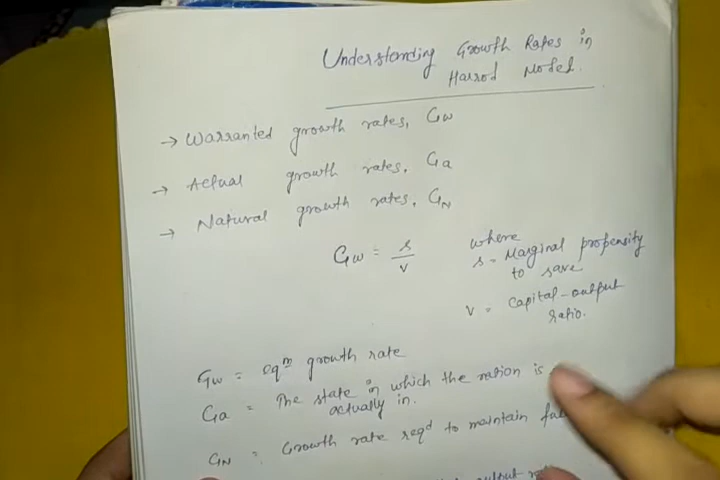 Understanding Growth Rates in
Harrod Model.
→ Warranted growth rates, Gw
→ Actual growth rates, Ga
→ Natural growth rates, GN
Gw = s/v
where
s = Marginal propensity
to save
v = Capital-output
ratio.
Gw = eqm growth rate
Ga = The state in which the nation is
actually in.
GN = Growth rate reqd to maintain
output